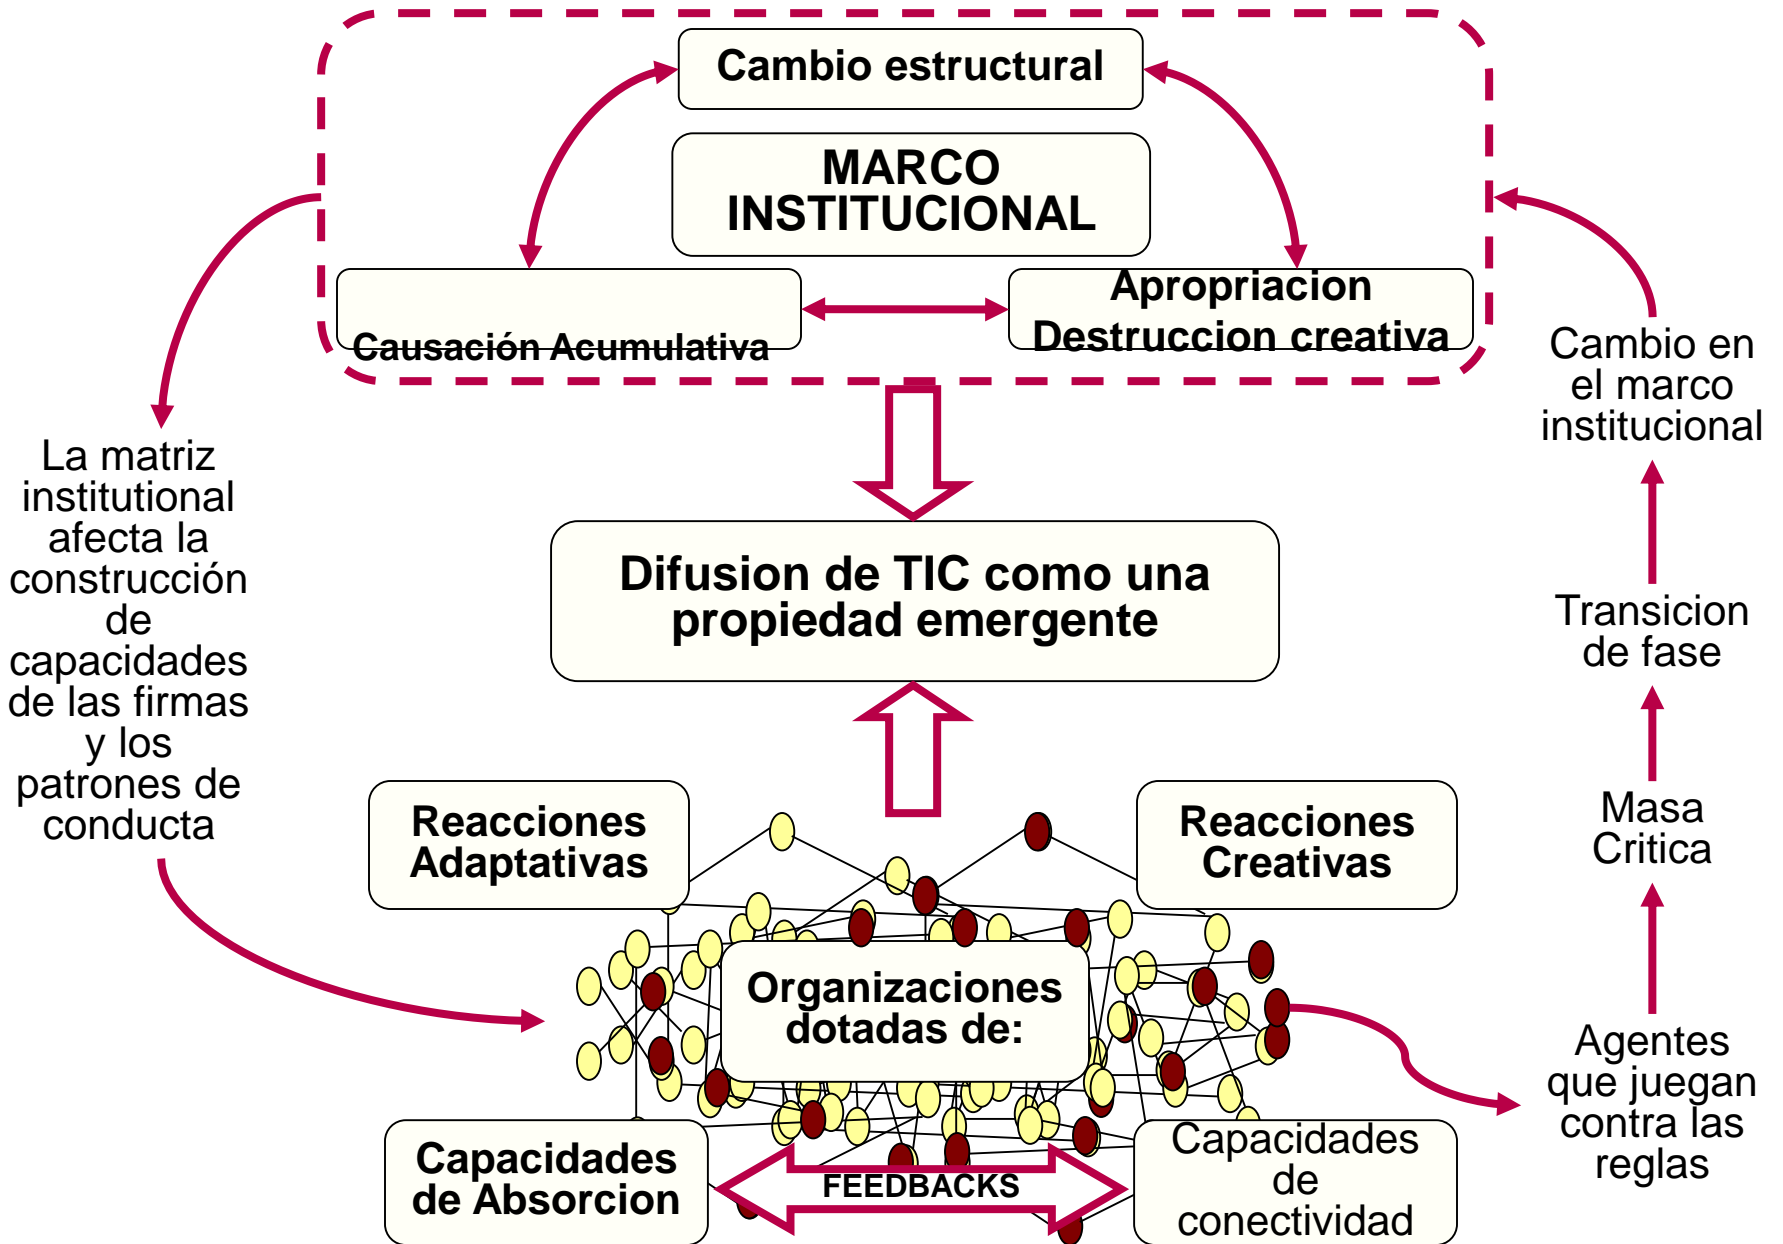 Cambio estructural
MARCO
INSTITUCIONAL
Causación Acumulativa
Apropriacion
Destruccion creativa
La matriz
institutional
afecta la
construcción
de
capacidades
de las firmas
y los
patrones de
conducta
Cambio en
el marco
institucional
Difusion de TIC como una
propiedad emergente
Transicion
de fase
Masa
Critica
Reacciones
Adaptativas
Reacciones
Creativas
Organizaciones
dotadas de:
Agentes
que juegan
contra las
reglas
Capacidades
de Absorcion
FEEDBACKS
Capacidades
de
conectividad